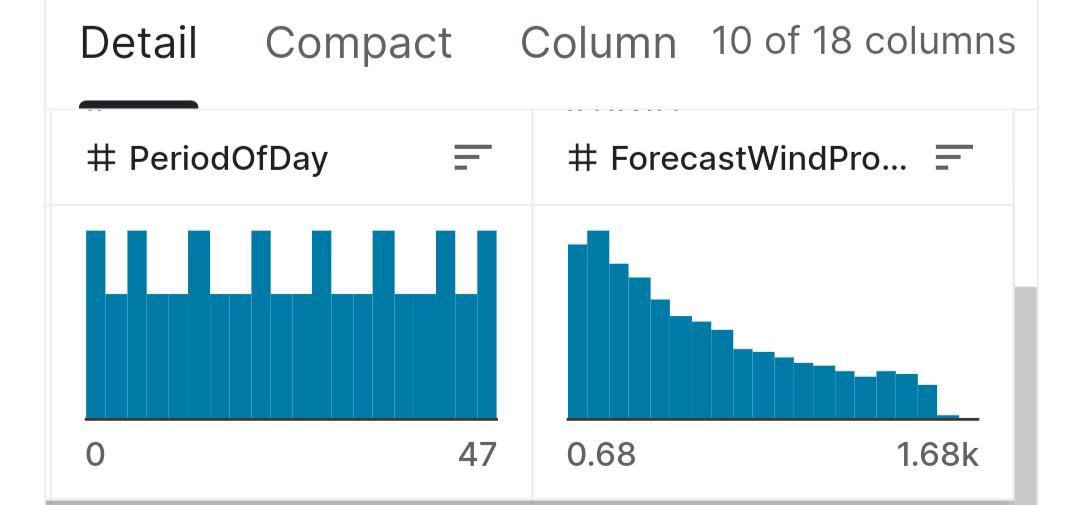 Detail Compact Column 10 of 18 columns
# PeriodOfDay
0 47
# ForecastWindPro...
0.68 1.68k